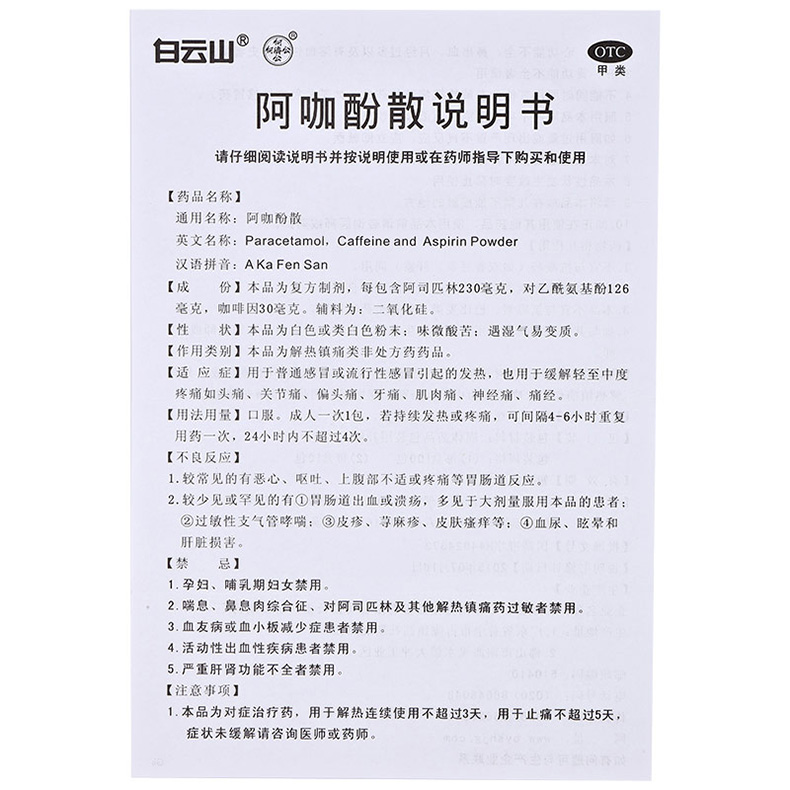 白云山® 何公 何濟 公®
OTC
甲类
阿咖酚散说明书
请仔细阅读说明书并按说明使用或在药师指导下购买和使用
【药品名称】
通用名称：阿咖酚散
英文名称：Paracetamol，Caffeine and Aspirin Powder
汉语拼音：A Ka Fen San
【成　份】本品为复方制剂，每包含阿司匹林230毫克，对乙酰氨基酚126
毫克，咖啡因30毫克。辅料为：二氧化硅。
【性　状】本品为白色或类白色粉末；味微酸苦；遇湿气易变质。
【作用类别】本品为解热镇痛类非处方药药品。
【适 应 症】用于普通感冒或流行性感冒引起的发热，也用于缓解轻至中度
疼痛如头痛、关节痛、偏头痛、牙痛、肌肉痛、神经痛、痛经。
【用法用量】口服。成人一次1包，若持续发热或疼痛，可间隔4-6小时重复
用药一次，24小时内不超过4次。
【不良反应】
1.较常见的有恶心、呕吐、上腹部不适或疼痛等胃肠道反应。
2.较少见或罕见的有①胃肠道出血或溃疡，多见于大剂量服用本品的患者；
②过敏性支气管哮喘；③皮疹、荨麻疹、皮肤瘙痒等；④血尿、眩晕和
肝脏损害。
【禁　忌】
1.孕妇、哺乳期妇女禁用。
2.喘息、鼻息肉综合征、对阿司匹林及其他解热镇痛药过敏者禁用。
3.血友病或血小板减少症患者禁用。
4.活动性出血性疾病患者禁用。
5.严重肝肾功能不全者禁用。
【注意事项】
1.本品为对症治疗药，用于解热连续使用不超过3天，用于止痛不超过5天，
症状未缓解请咨询医师或药师。